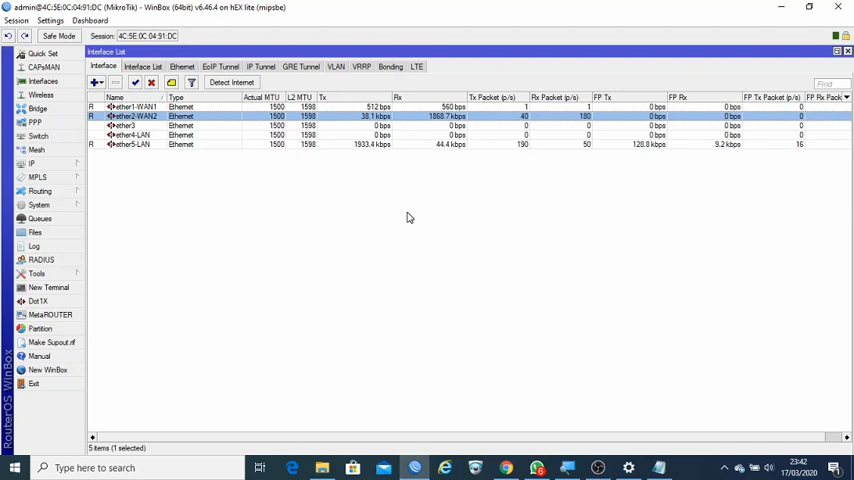 admin@4C:5E:0C:04:91:DC (MikroTik) - WinBox (64bit) v6.46.4 on hEX lite (mipsbe)
Session Settings Dashboard
Safe Mode Session: 4C:5E:0C:04:91:DC
Quick Set
CAPsMAN
Interfaces
Wireless
Bridge
PPP
Switch
Mesh
IP
MPLS
Routing
System
Queues
Files
Log
RADIUS
Tools
New Terminal
Dot1X
MetaROUTER
Partition
Make Supout.rif
Manual
New WinBox
Exit
RouterOS WinBox
Interface List
Interface Interface List Ethernet EoIP Tunnel IP Tunnel GRE Tunnel VLAN VRRP Bonding LTE
Detect Internet Find
Name Type Actual MTU L2 MTU Tx Rx Tx Packet (p/s) Rx Packet (p/s) FP Tx FP Rx FP Tx Packet (p/s) FP Rx Pack
R ether1-WAN1 Ethernet 1500 1598 512 bps 560 bps 1 1 0 bps 0 bps 0
R ether2-WAN2 Ethernet 1500 1598 38.1 kbps 1868.7 kbps 40 180 0 bps 0 bps 0
ether3 Ethernet 1500 1598 0 bps 0 bps 0 0 0 bps 0 bps 0
ether4-LAN Ethernet 1500 1598 0 bps 0 bps 0 0 0 bps 0 bps 0
R ether5-LAN Ethernet 1500 1598 1933.4 kbps 44.4 kbps 190 50 128.8 kbps 9.2 kbps 16
5 items (1 selected)
Type here to search
23:42
17/03/2020